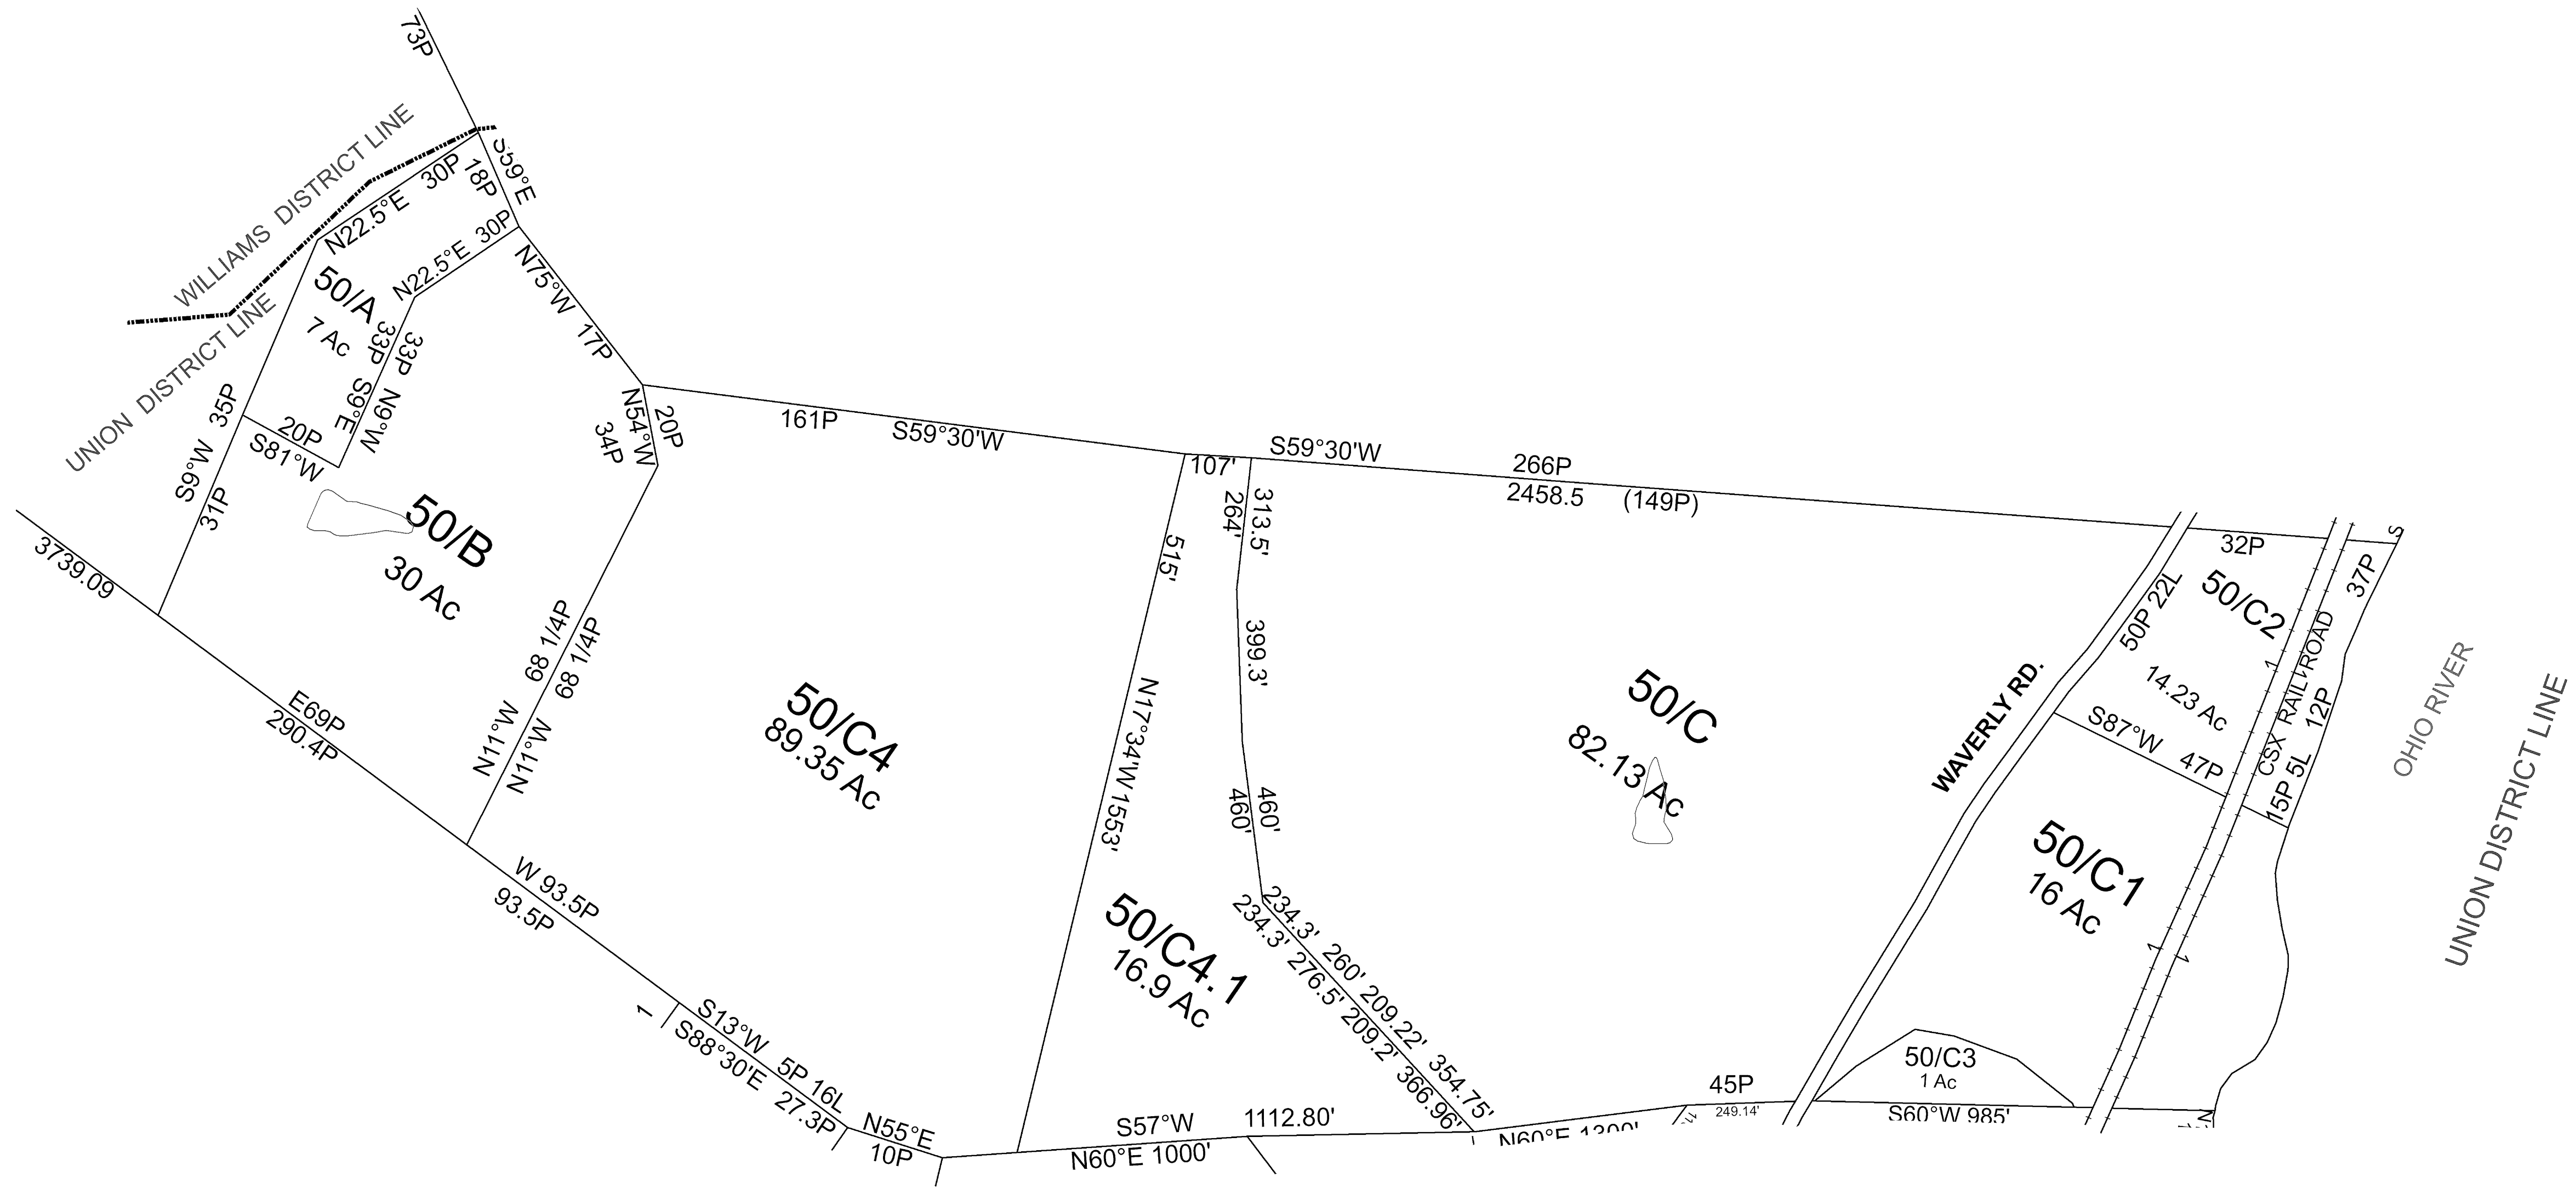 73P
WILLIAMS DISTRICT LINE
UNION DISTRICT LINE
S59°E
18P
N22.5°E 30P
N22.5°E 30P
50/A
7 Ac
33P S9°E
33P N9°W
S9°W 35P
31P
20P
S81°W
N75°W 17P
N54°W
20P
34P
50/B
30 Ac
3739.09
E69P
290.4P
N11°W 68 1/4P
N11°W 68 1/4P
W 93.5P
93.5P
1
S13°W 5P 16L
S88°30'E 27.3P
N55°E
10P
161P S59°30'W
50/C4
89.35 Ac
107'
515'
N17°34'W 1553'
264'
313.5'
399.3'
460'
460'
50/C4.1
16.9 Ac
234.3' 260' 209.22' 354.75'
234.3' 276.5' 209.2' 366.96'
S57°W 1112.80'
N60°E 1000'
N60°E 1300'
S59°30'W 266P
2458.5 (149P)
50/C
82.13 Ac
45P
249.14'
WAVERLY RD.
32P
50P 22L
50/C2
14.23 Ac
S87°W 47P
CSX RAILROAD
1
1
S
37P
12P
15P 5L
50/C1
16 Ac
1
1
50/C3
1 Ac
S60°W 985'
N
OHIO RIVER
UNION DISTRICT LINE